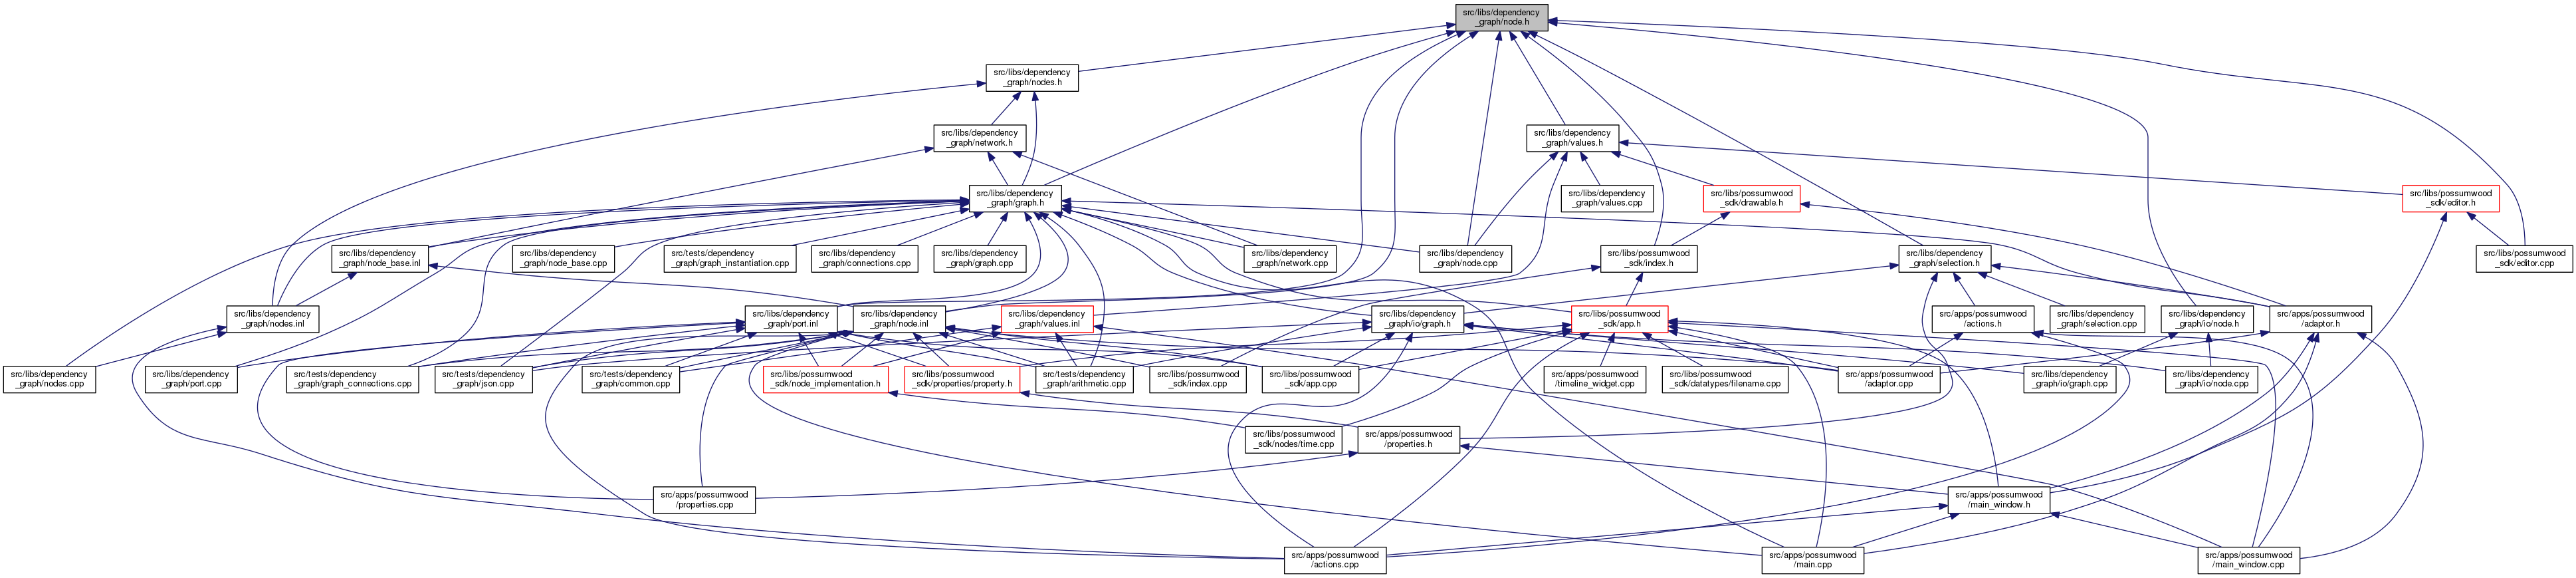 src/libs/dependency
_graph/node.h
src/libs/dependency
_graph/nodes.h
src/libs/dependency
_graph/network.h
src/libs/dependency
_graph/values.h
src/libs/dependency
_graph/graph.h
src/libs/dependency
_graph/values.cpp
src/libs/possumwood
_sdk/drawable.h
src/libs/possumwood
_sdk/editor.h
src/libs/dependency
_graph/node_base.inl
src/libs/dependency
_graph/node_base.cpp
src/tests/dependency
_graph/graph_instantiation.cpp
src/libs/dependency
_graph/connections.cpp
src/libs/dependency
_graph/graph.cpp
src/libs/dependency
_graph/network.cpp
src/libs/dependency
_graph/node.cpp
src/libs/possumwood
_sdk/index.h
src/libs/dependency
_graph/selection.h
src/libs/possumwood
_sdk/editor.cpp
src/libs/dependency
_graph/nodes.inl
src/libs/dependency
_graph/port.inl
src/libs/dependency
_graph/node.inl
src/libs/dependency
_graph/values.inl
src/libs/dependency
_graph/io/graph.h
src/libs/possumwood
_sdk/app.h
src/apps/possumwood
/actions.h
src/libs/dependency
_graph/selection.cpp
src/libs/dependency
_graph/io/node.h
src/apps/possumwood
/adaptor.h
src/libs/dependency
_graph/nodes.cpp
src/libs/dependency
_graph/port.cpp
src/tests/dependency
_graph/graph_connections.cpp
src/tests/dependency
_graph/json.cpp
src/tests/dependency
_graph/common.cpp
src/libs/possumwood
_sdk/node_implementation.h
src/libs/possumwood
_sdk/properties/property.h
src/tests/dependency
_graph/arithmetic.cpp
src/libs/possumwood
_sdk/index.cpp
src/libs/possumwood
_sdk/app.cpp
src/apps/possumwood
/timeline_widget.cpp
src/libs/possumwood
_sdk/datatypes/filename.cpp
src/apps/possumwood
/adaptor.cpp
src/libs/dependency
_graph/io/graph.cpp
src/libs/dependency
_graph/io/node.cpp
src/libs/possumwood
_sdk/nodes/time.cpp
src/apps/possumwood
/properties.h
src/apps/possumwood
/properties.cpp
src/apps/possumwood
/main_window.h
src/apps/possumwood
/actions.cpp
src/apps/possumwood
/main.cpp
src/apps/possumwood
/main_window.cpp